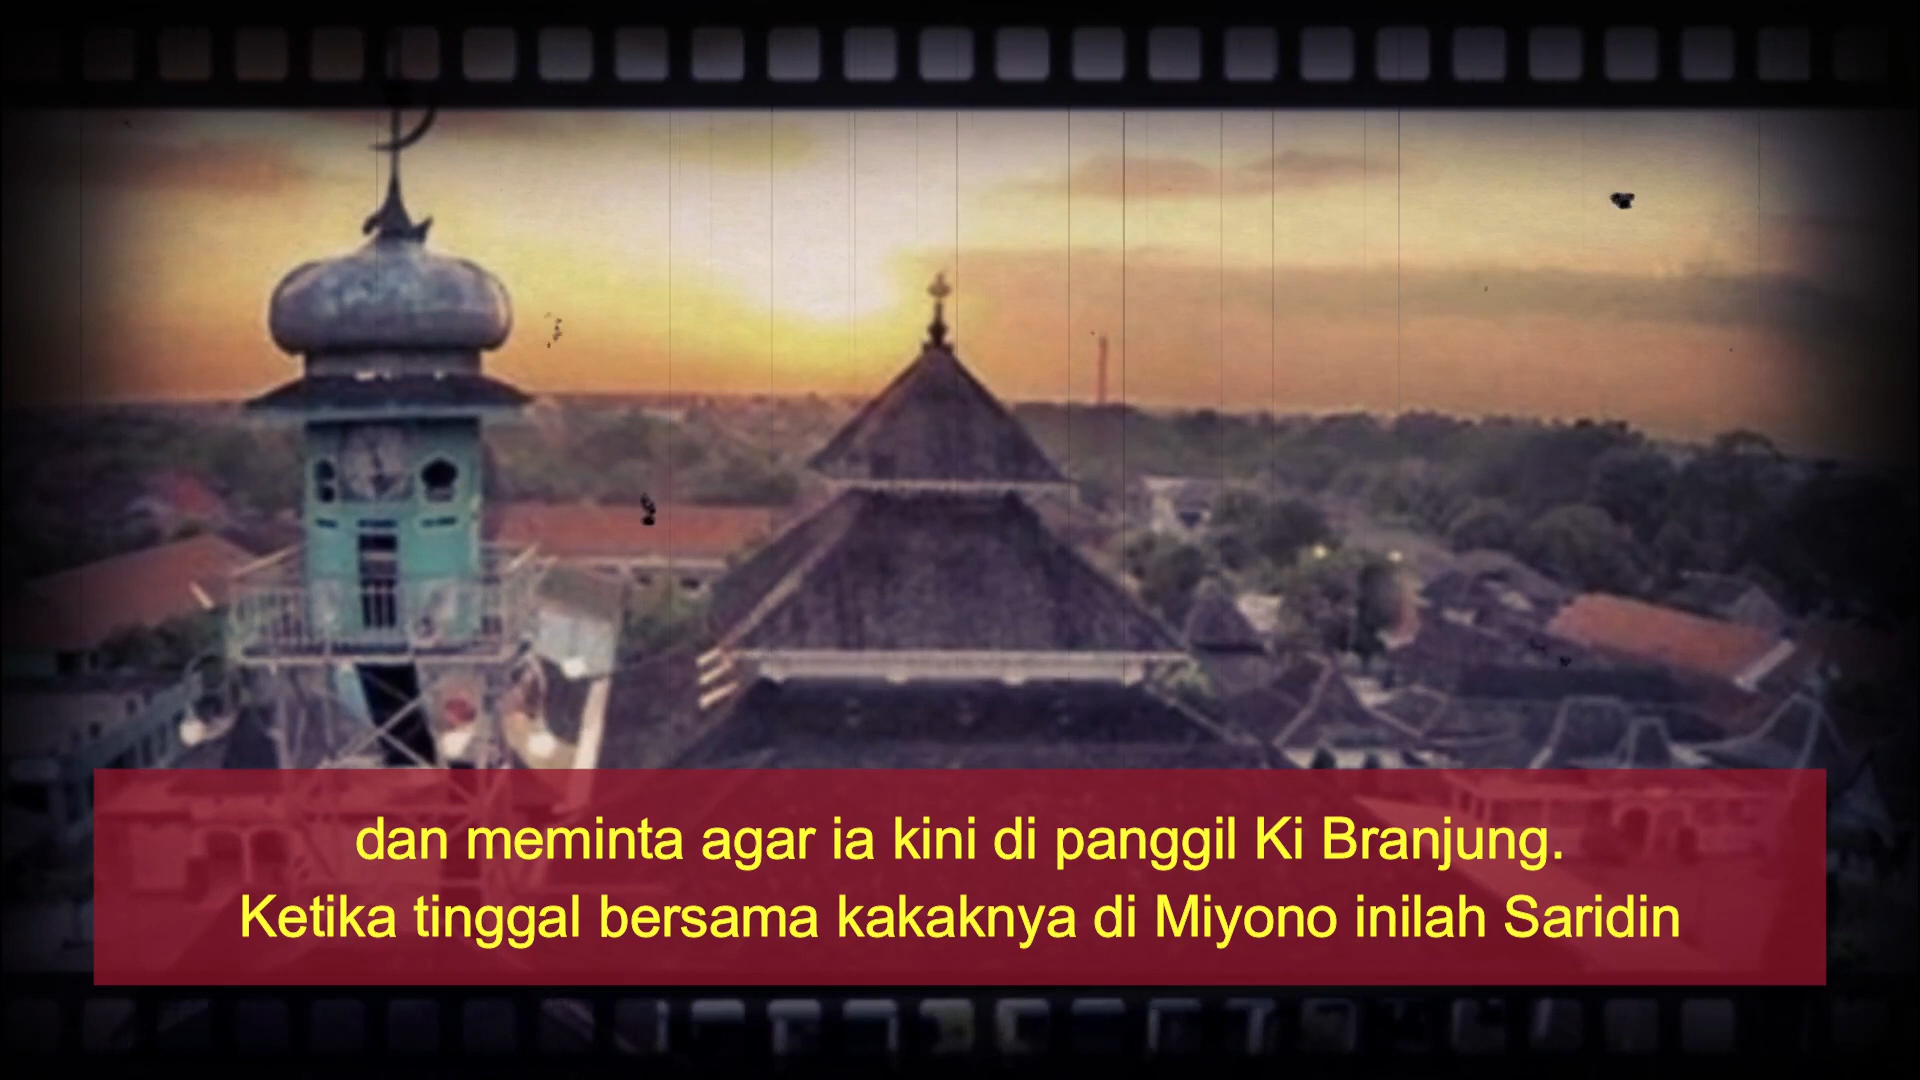 dan meminta agar ia kini di panggil Ki Branjung.
Ketika tinggal bersama kakaknya di Miyono inilah Saridin